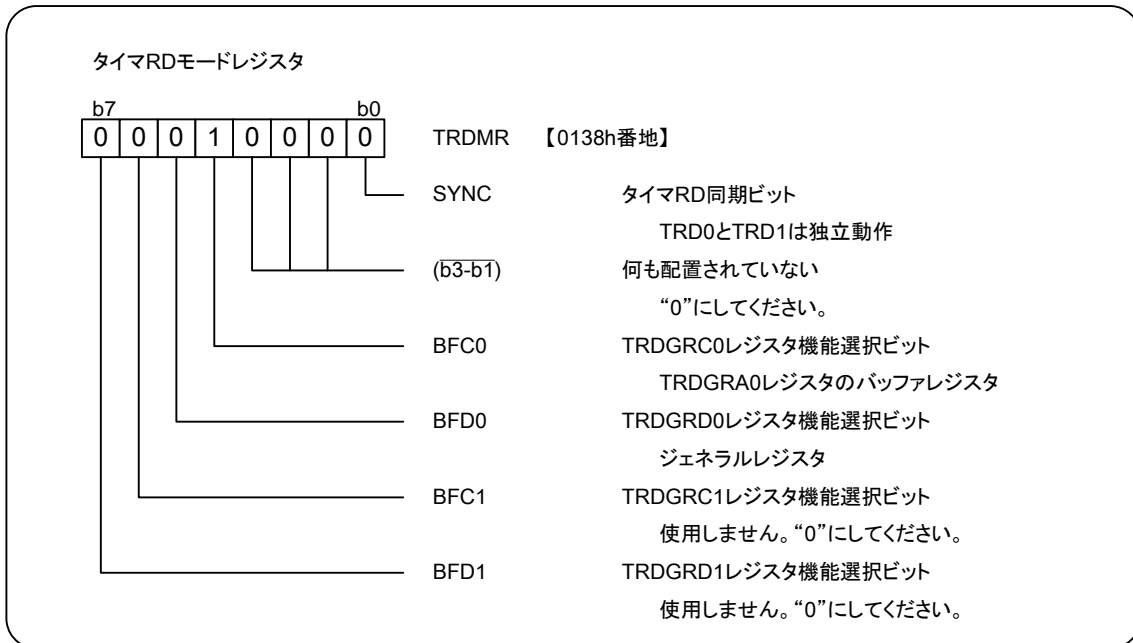 タイマRDモードレジスタ
b7 b0
0 0 0 1 0 0 0 0 TRDMR 【0138h番地】
SYNC タイマRD同期ビット
TRD0とTRD1は独立動作
(b3-b1) 何も配置されていない
“0”にしてください。
BFC0 TRDGRC0レジスタ機能選択ビット
TRDGRA0レジスタのバッファレジスタ
BFD0 TRDGRD0レジスタ機能選択ビット
ジェネラルレジスタ
BFC1 TRDGRC1レジスタ機能選択ビット
使用しません。“0”にしてください。
BFD1 TRDGRD1レジスタ機能選択ビット
使用しません。“0”にしてください。